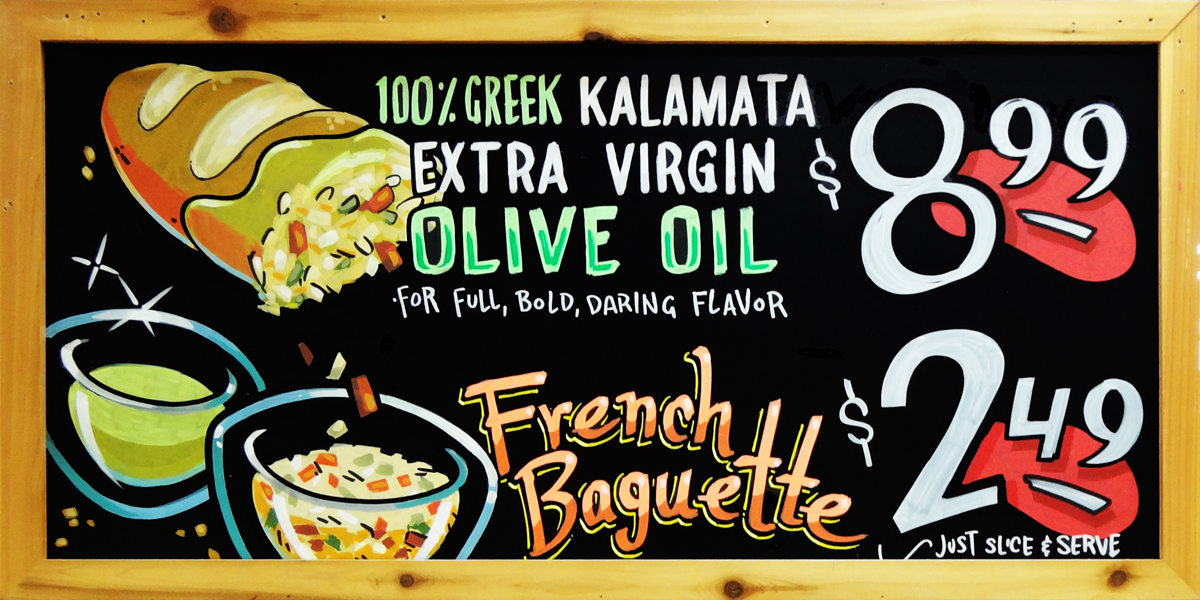 100% GREEK KALAMATA
EXTRA VIRGIN
OLIVE OIL
·FOR FULL, BOLD, DARING FLAVOR
$8.99
French
Baguette
$2.49
JUST SLICE & SERVE